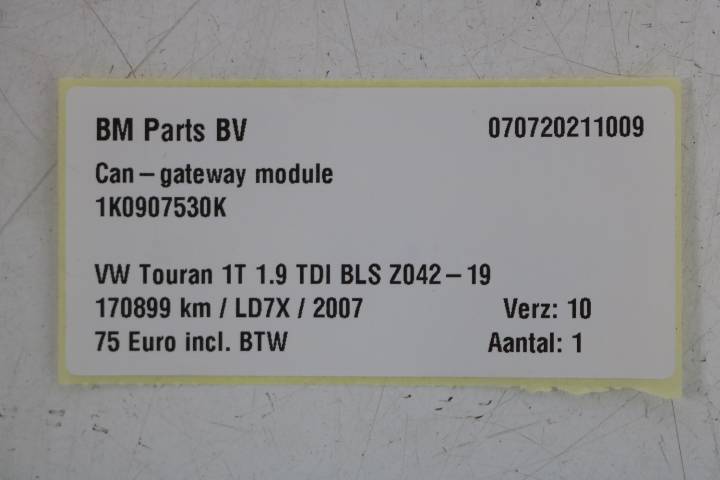 BM Parts BV 070720211009
Can-gateway module
1K0907530K
VW Touran 1T 1.9 TDI BLS Z042-19
170899 km / LD7X / 2007 Verz: 10
75 Euro incl. BTW Aantal: 1